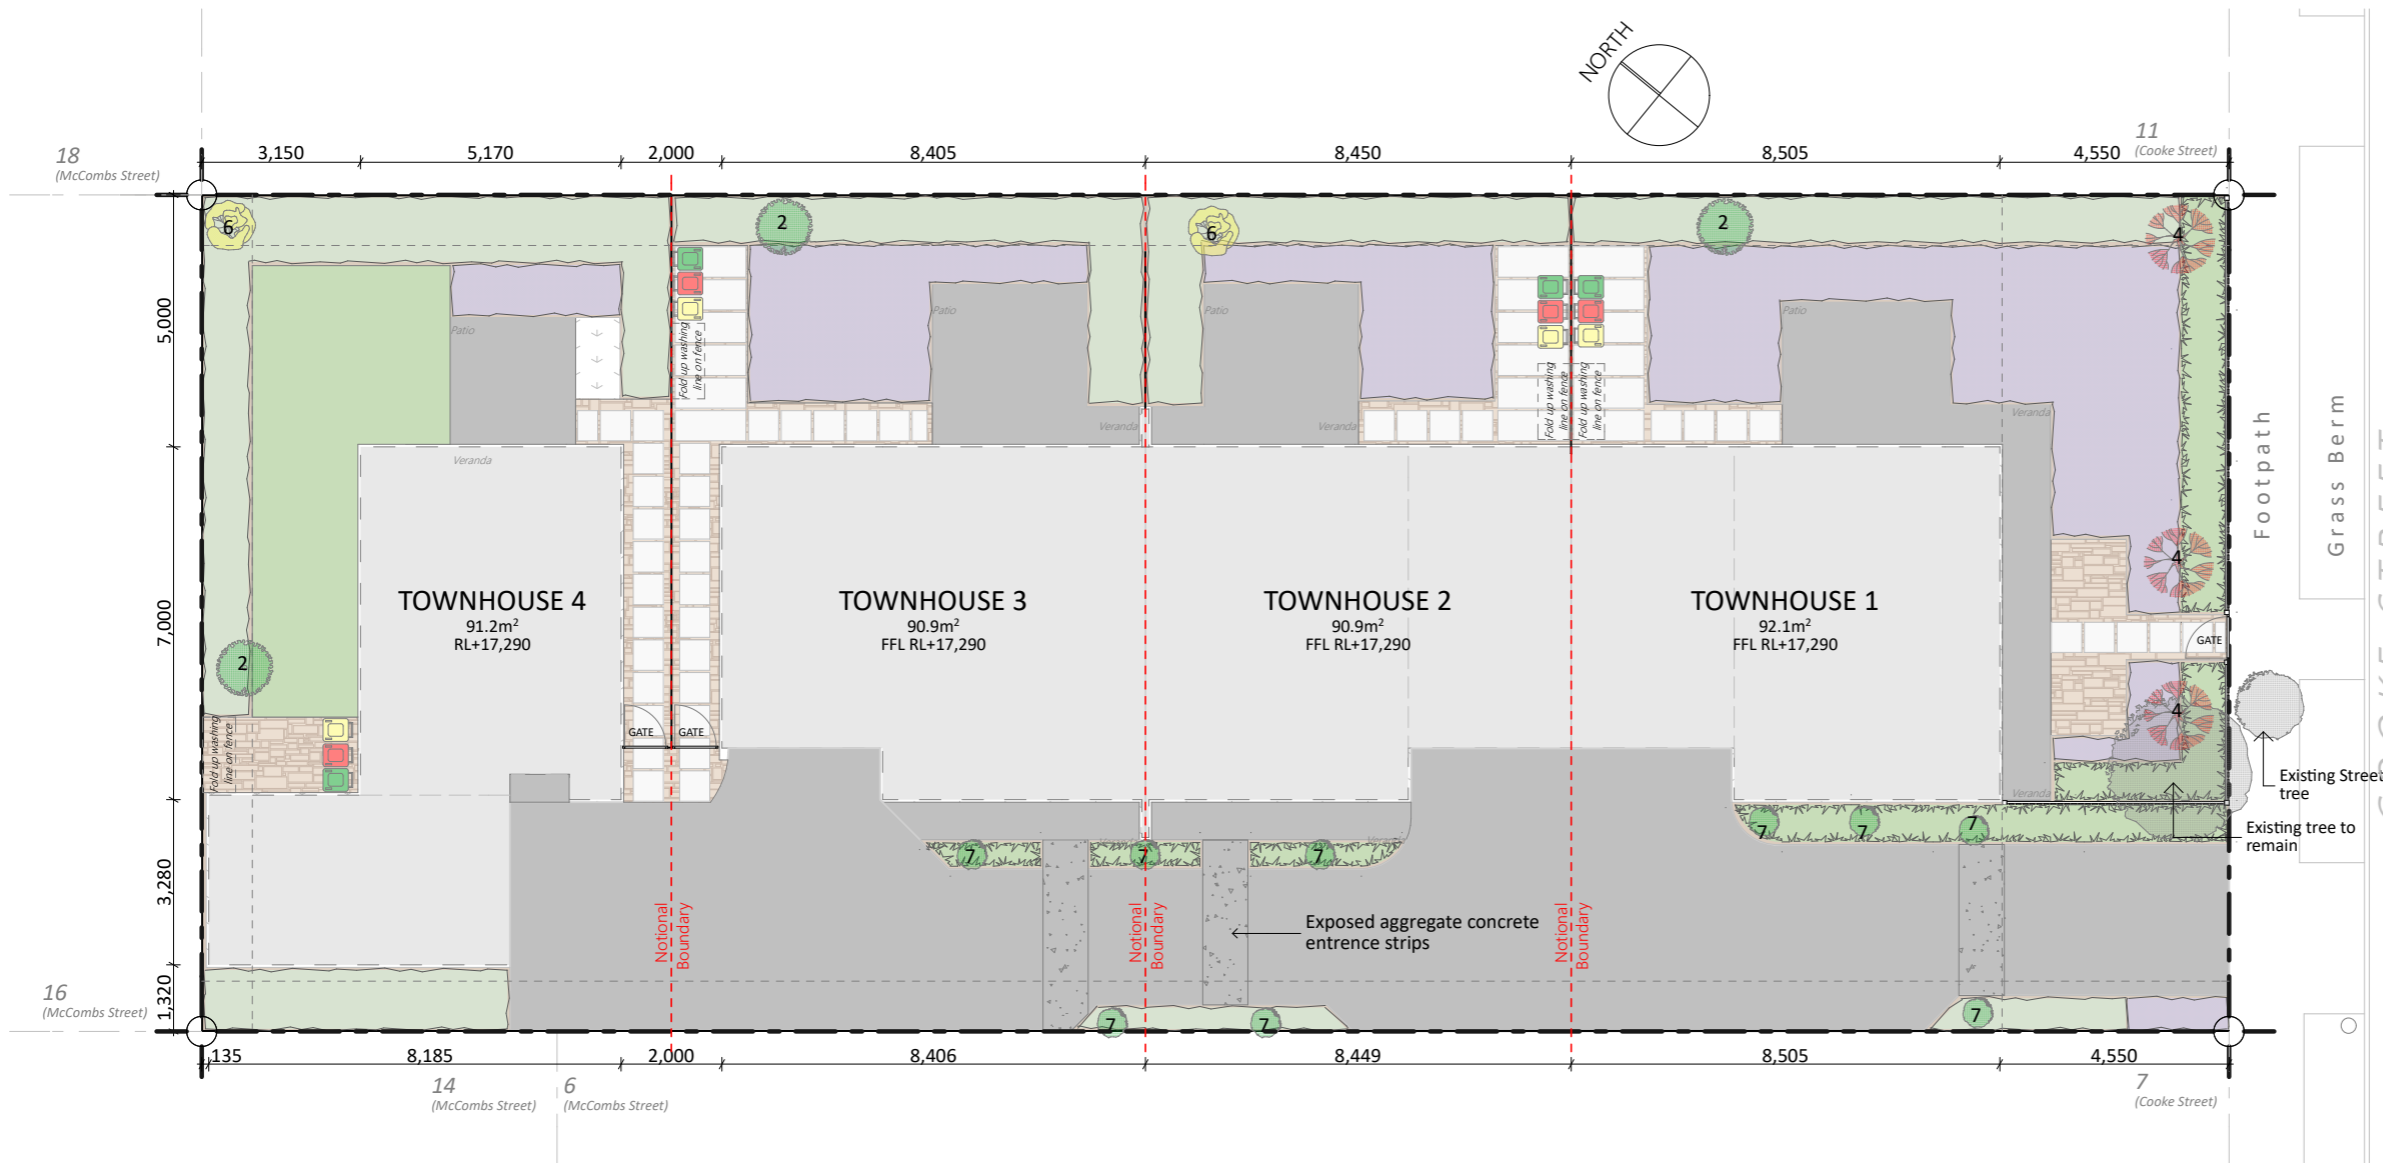 NORTH
18
(McCombs Street)
11
(Cooke Street)
3,150
5,170
2,000
8,405
8,450
8,505
4,550
6
2
6
2
4
5,000
Patio
Patio
Patio
Patio
Fold up washing
line on fence
Fold up washing
line on fence
Fold up washing
line on fence
Veranda
Veranda
Veranda
Veranda
Footpath
Grass Berm
COOKE STREET
4
7,000
TOWNHOUSE 4
91.2m²
RL+17,290
TOWNHOUSE 3
90.9m²
FFL RL+17,290
TOWNHOUSE 2
90.9m²
FFL RL+17,290
TOWNHOUSE 1
92.1m²
FFL RL+17,290
GATE
2
4
GATE
GATE
Fold up washing
line on fence
Existing Street
tree
Veranda
Existing tree to
remain
7
7
7
7
7
7
3,280
Notional
Boundary
Notional
Boundary
Notional
Boundary
Exposed aggregate concrete
entrence strips
16
(McCombs Street)
1,320
7
7
7
135
8,185
2,000
8,406
8,449
8,505
4,550
14
(McCombs Street)
6
(McCombs Street)
7
(Cooke Street)